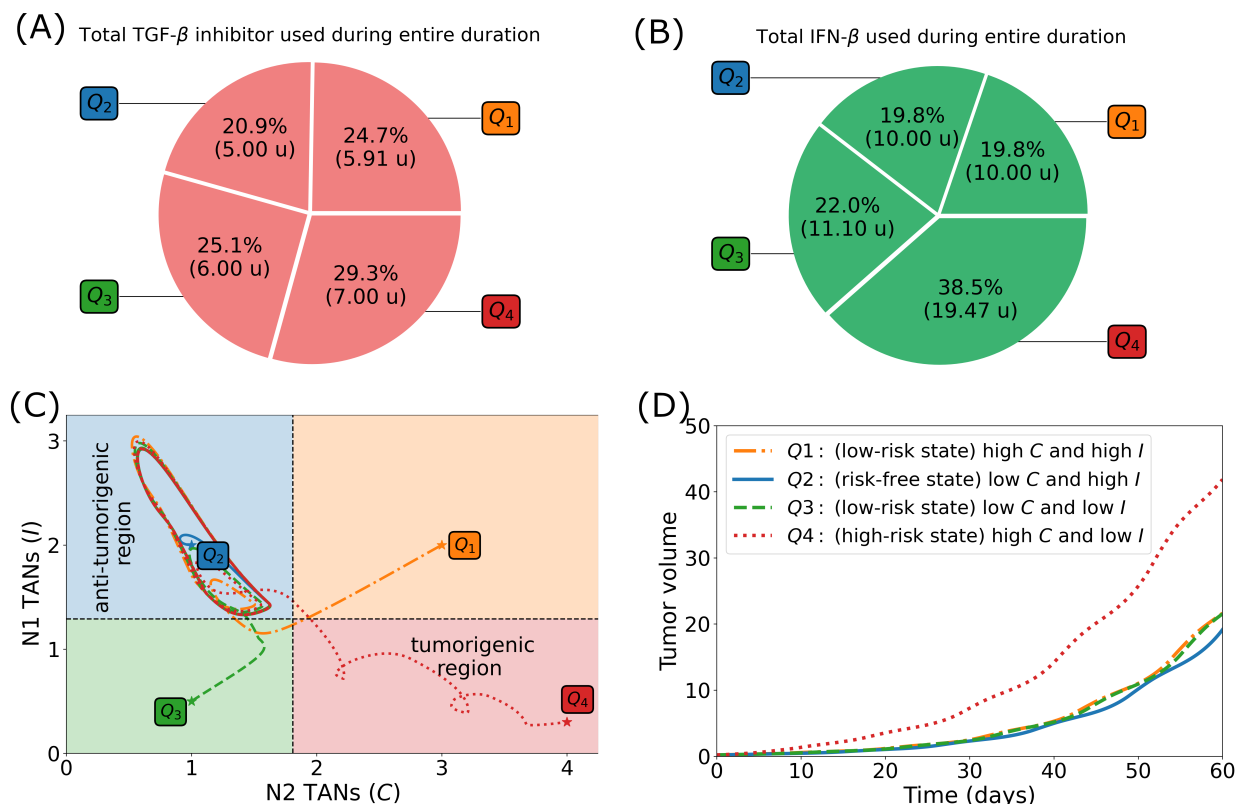 (A)
Total TGF-β inhibitor used during entire duration
Q2
20.9%
(5.00 u)
24.7%
(5.91 u)
Q1
25.1%
(6.00 u)
Q3
29.3%
(7.00 u)
Q4
(B)
Total IFN-β used during entire duration
Q2
19.8%
(10.00 u)
19.8%
(10.00 u)
Q1
22.0%
(11.10 u)
Q3
38.5%
(19.47 u)
Q4
(C)
N1 TANs (I)
3
2
1
0
anti-tumorigenic
region
Q2
Q1
tumorigenic
region
Q3
Q4
0 1 2 3 4
N2 TANs (C)
(D)
Tumor volume
50
40
30
20
10
0
Q1 : (low-risk state) high C and high I
Q2 : (risk-free state) low C and high I
Q3 : (low-risk state) low C and low I
Q4 : (high-risk state) high C and low I
0 10 20 30 40 50 60
Time (days)